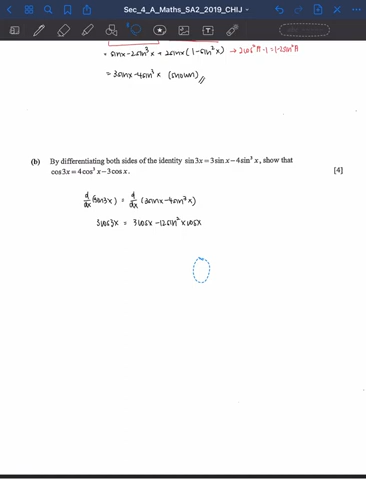 Sec_4_A_Maths_SA2_2019_CHIJ
= sinx - 2sin³x + 2sinx (1 - sin²x) → 2cos²A - 1 = 1 - 2sin²A
= 3sinx - 4sin³x (shown) //
(b) By differentiating both sides of the identity sin 3x = 3 sin x − 4 sin³ x, show that
cos 3x = 4 cos³ x − 3 cos x. [4]
d/dx (sin3x) = d/dx (3sinx - 4sin³x)
3cos3x = 3cosx - 12sin²x cosx